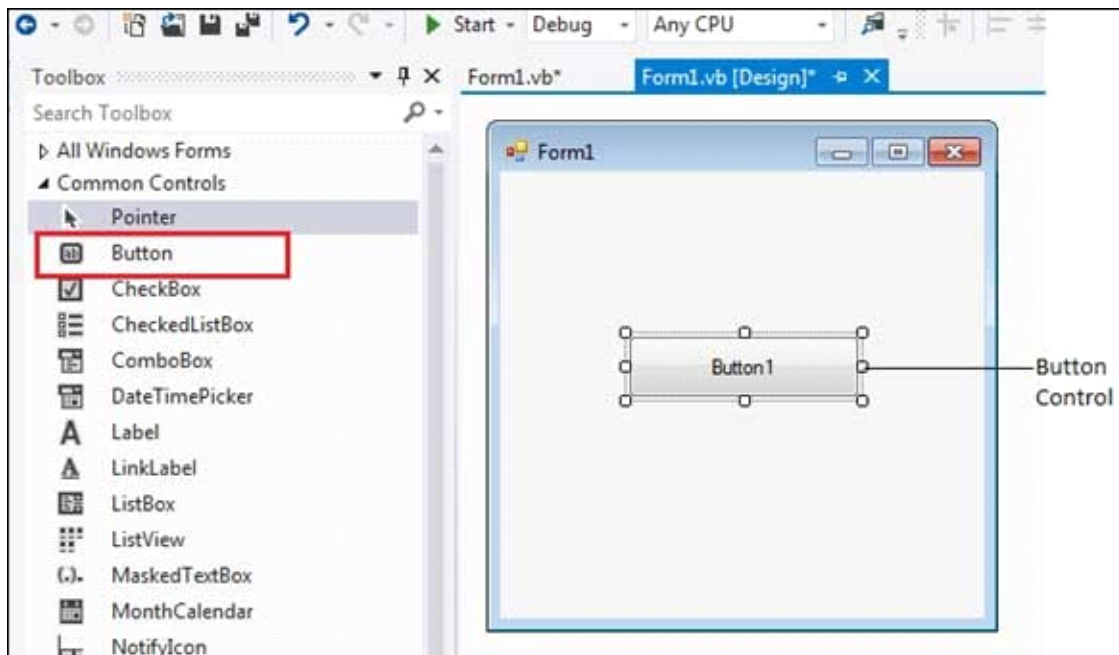 Start Debug Any CPU
Toolbox
Form1.vb*
Form1.vb [Design]*
Search Toolbox
All Windows Forms
Common Controls
Pointer
Button
CheckBox
CheckedListBox
ComboBox
DateTimePicker
Label
LinkLabel
ListBox
ListView
MaskedTextBox
MonthCalendar
NotifyIcon
Form1
Button1
Button
Control